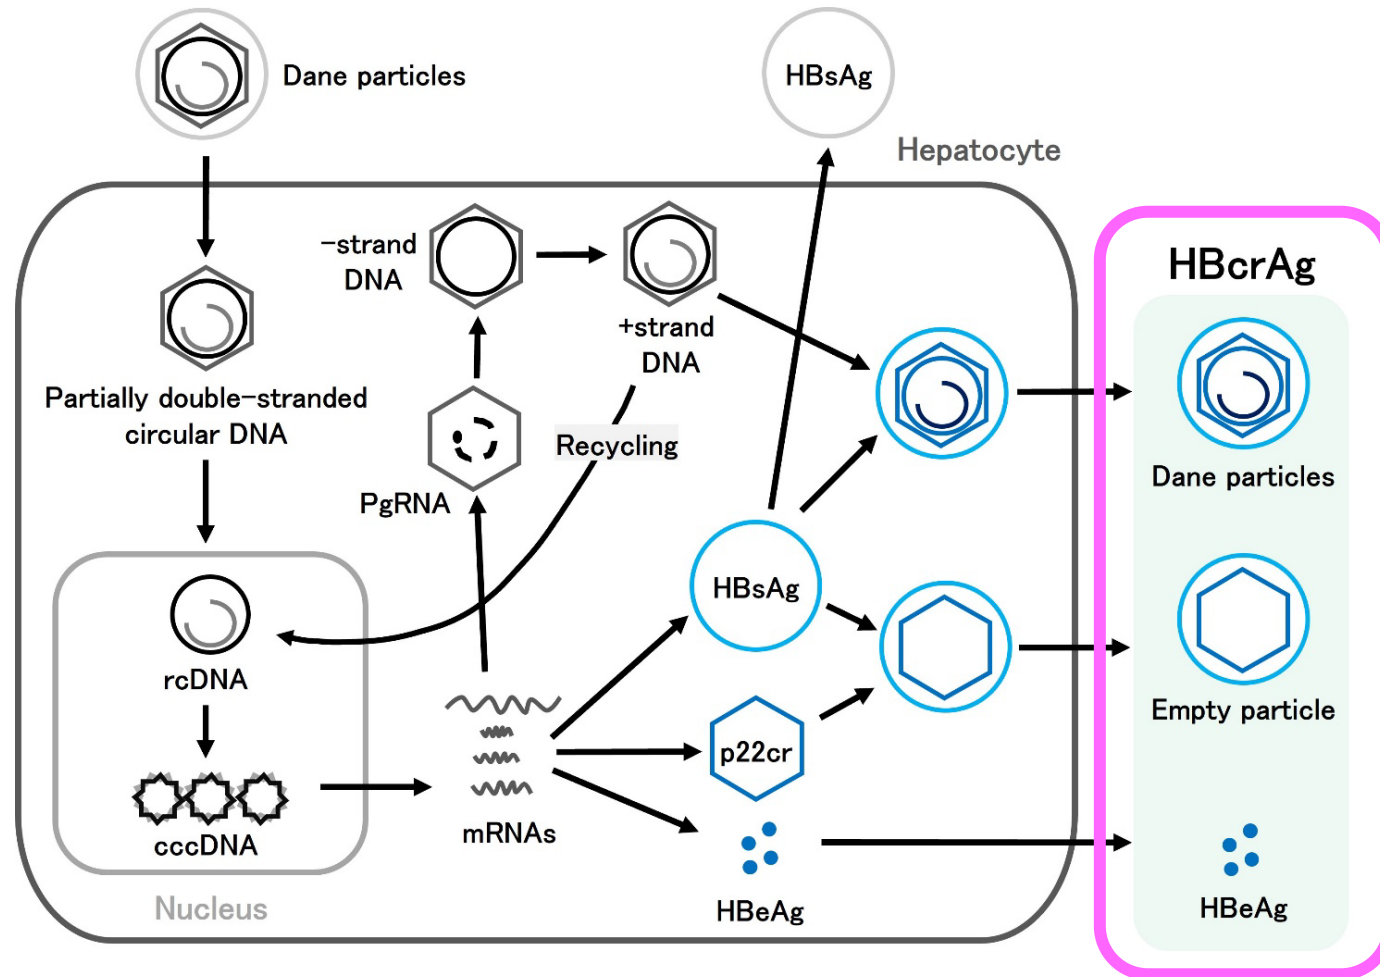 Dane particles
HBsAg
Hepatocyte
-strand
DNA
+strand
DNA
HBcrAg
Partially double-stranded
circular DNA
Recycling
PgRNA
Dane particles
HBsAg
rcDNA
p22cr
Empty particle
cccDNA
mRNAs
HBeAg
HBeAg
Nucleus